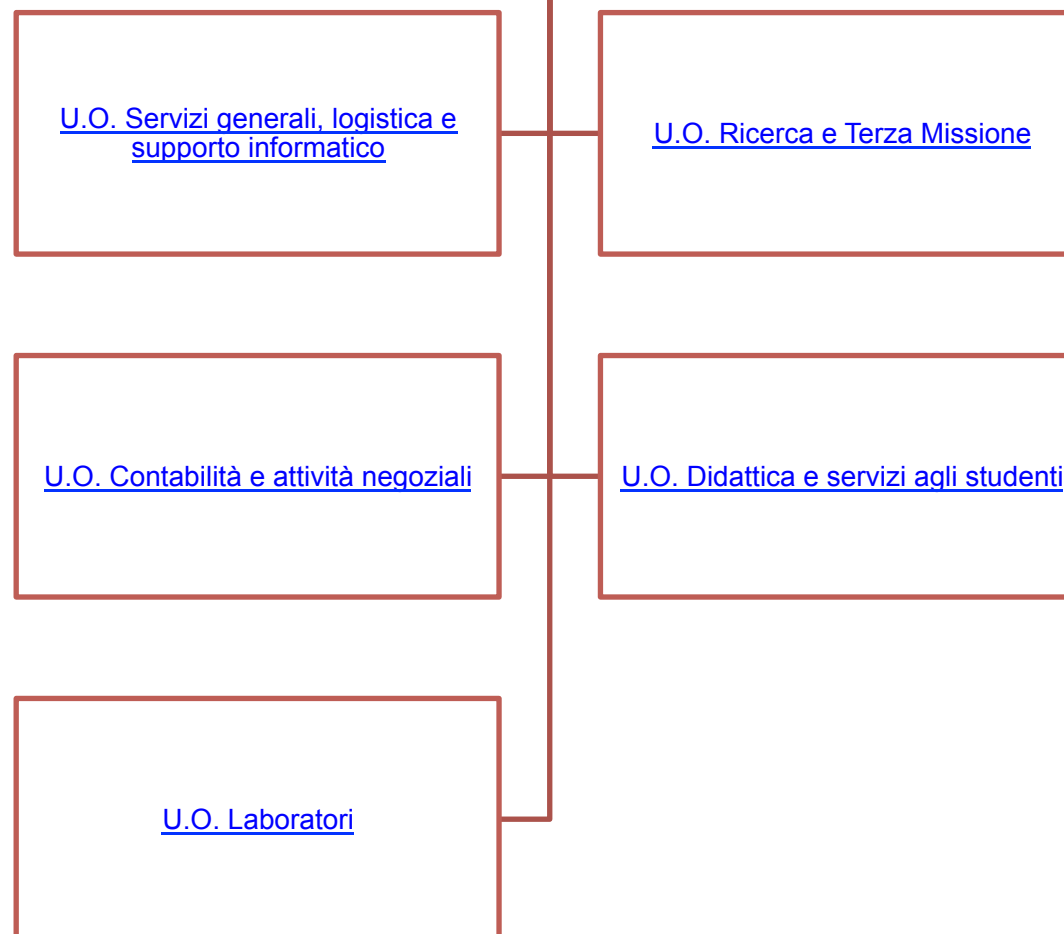 U.O. Servizi generali, logistica e
supporto informatico
U.O. Ricerca e Terza Missione
U.O. Contabilità e attività negoziali
U.O. Didattica e servizi agli studenti
U.O. Laboratori